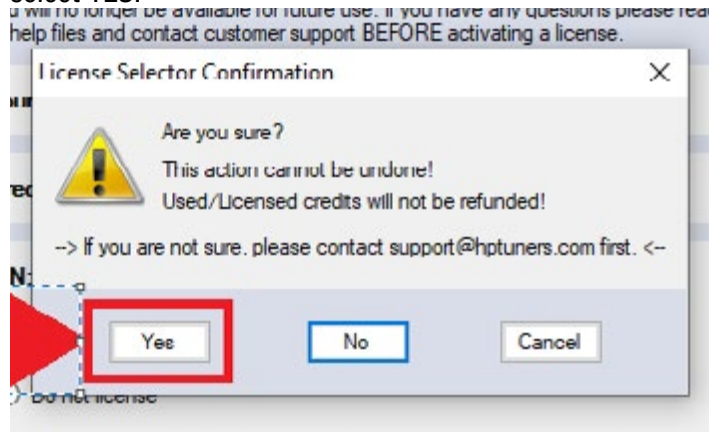 select YES.
u will no longer be available for future use. If you have any questions please rea
help files and contact customer support BEFORE activating a license.
License Selector Confirmation
Are you sure?
This action cannot be undone!
Used/Licensed credits will not be refunded!
--> If you are not sure. please contact support@hptuners.com first. <--
N:
Yes
No
Cancel
Do not license